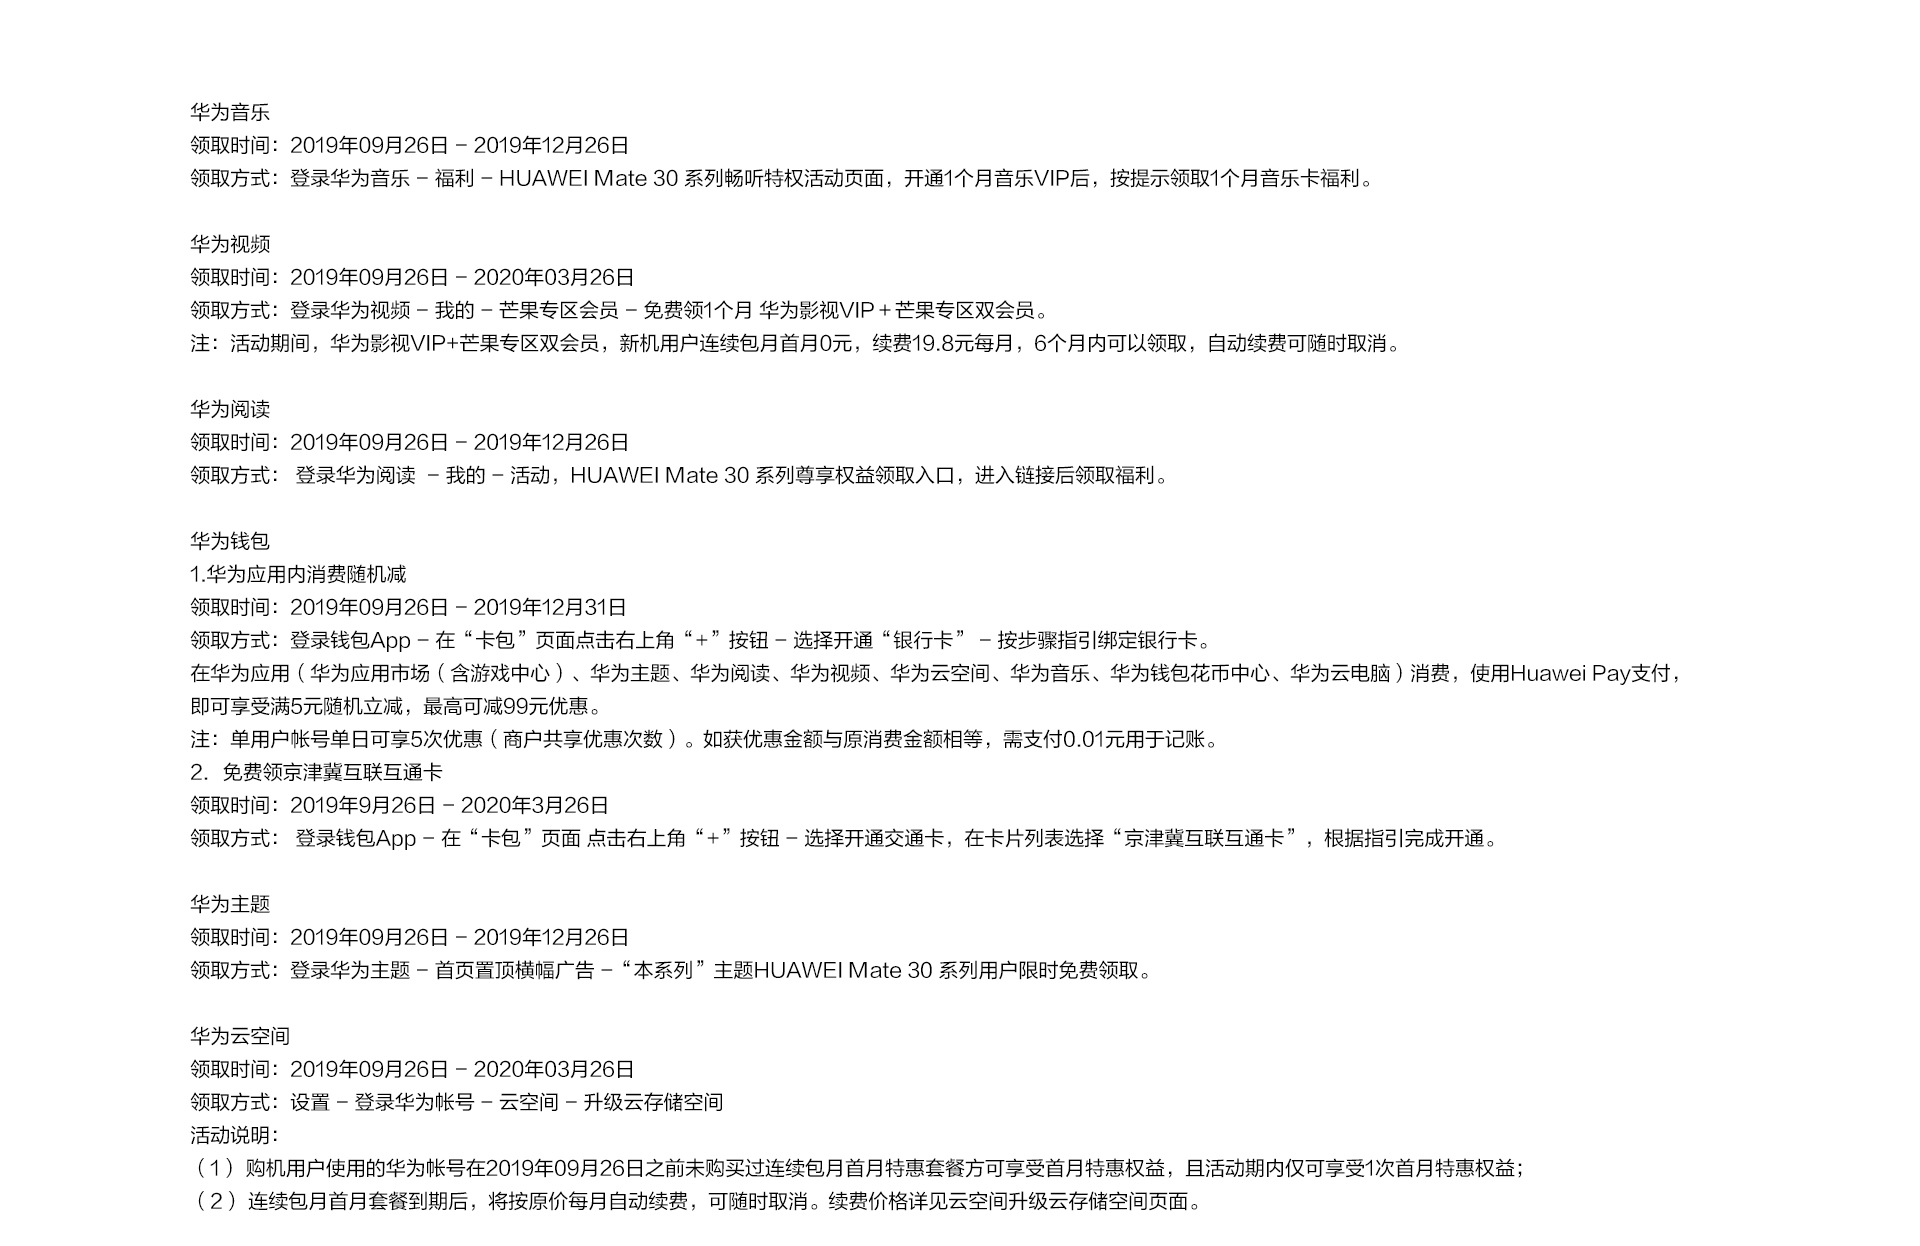 华为音乐
领取时间：2019年09月26日 – 2019年12月26日
领取方式：登录华为音乐 – 福利 – HUAWEI Mate 30 系列畅听特权活动页面，开通1个月音乐VIP后，按提示领取1个月音乐卡福利。
华为视频
领取时间：2019年09月26日 – 2020年03月26日
领取方式：登录华为视频 – 我的 – 芒果专区会员 – 免费领1个月 华为影视VIP＋芒果专区双会员。
注：活动期间，华为影视VIP+芒果专区双会员，新机用户连续包月首月0元，续费19.8元每月，6个月内可以领取，自动续费可随时取消。
华为阅读
领取时间：2019年09月26日 – 2019年12月26日
领取方式： 登录华为阅读  – 我的 – 活动，HUAWEI Mate 30 系列尊享权益领取入口，进入链接后领取福利。
华为钱包
1.华为应用内消费随机减
领取时间：2019年09月26日 – 2019年12月31日
领取方式：登录钱包App – 在“卡包”页面点击右上角“+”按钮 – 选择开通“银行卡” – 按步骤指引绑定银行卡。
在华为应用（华为应用市场（含游戏中心）、华为主题、华为阅读、华为视频、华为云空间、华为音乐、华为钱包花币中心、华为云电脑）消费，使用Huawei Pay支付，
即可享受满5元随机立减，最高可减99元优惠。
注：单用户帐号单日可享5次优惠（商户共享优惠次数）。如获优惠金额与原消费金额相等，需支付0.01元用于记账。
2．免费领京津冀互联互通卡
领取时间：2019年9月26日 – 2020年3月26日
领取方式： 登录钱包App – 在“卡包”页面 点击右上角“+”按钮 – 选择开通交通卡，在卡片列表选择“京津冀互联互通卡”，根据指引完成开通。
华为主题
领取时间：2019年09月26日 – 2019年12月26日
领取方式：登录华为主题 – 首页置顶横幅广告 –“本系列”主题HUAWEI Mate 30 系列用户限时免费领取。
华为云空间
领取时间：2019年09月26日 – 2020年03月26日
领取方式：设置 – 登录华为帐号 – 云空间 – 升级云存储空间
活动说明：
（1）购机用户使用的华为帐号在2019年09月26日之前未购买过连续包月首月特惠套餐方可享受首月特惠权益，且活动期内仅可享受1次首月特惠权益；
（2）连续包月首月套餐到期后，将按原价每月自动续费，可随时取消。续费价格详见云空间升级云存储空间页面。